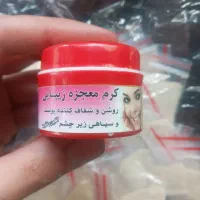 کرم معجزه زیبایی
روشن و شفاف کننده پوست
و سیاهی زیر چشم